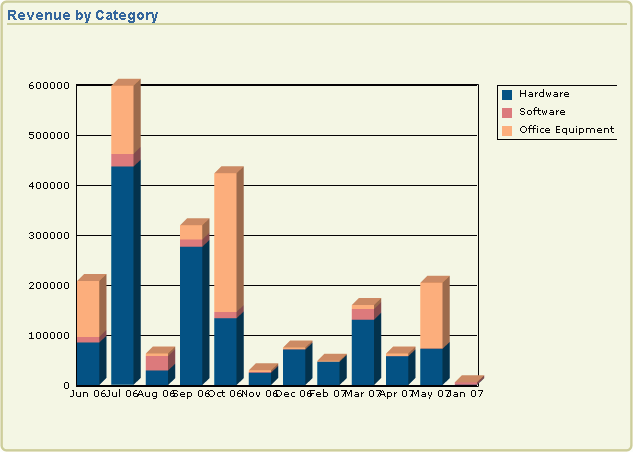 Revenue by Category
600000
500000
400000
300000
200000
100000
0
Jun 06 Jul 06 Aug 06 Sep 06 Oct 06 Nov 06 Dec 06 Feb 07 Mar 07 Apr 07 May 07 Jan 07
Hardware
Software
Office Equipment